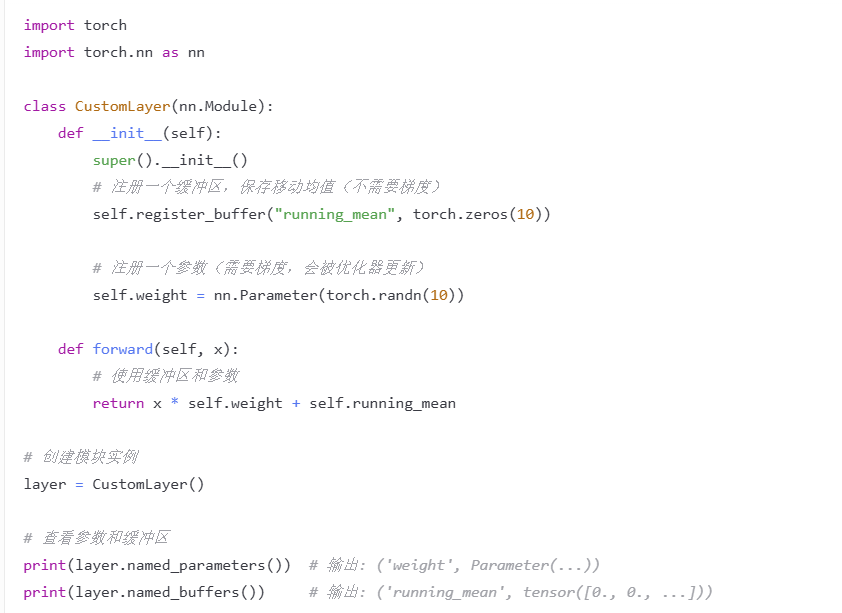 import torch
import torch.nn as nn
class CustomLayer(nn.Module):
    def __init__(self):
        super().__init__()
        # 注册一个缓冲区，保存移动均值（不需要梯度）
        self.register_buffer("running_mean", torch.zeros(10))
        # 注册一个参数（需要梯度，会被优化器更新）
        self.weight = nn.Parameter(torch.randn(10))
    def forward(self, x):
        # 使用缓冲区和参数
        return x * self.weight + self.running_mean
# 创建模块实例
layer = CustomLayer()
# 查看参数和缓冲区
print(layer.named_parameters())  # 输出: ('weight', Parameter(...))
print(layer.named_buffers())     # 输出: ('running_mean', tensor([0., 0., ...]))